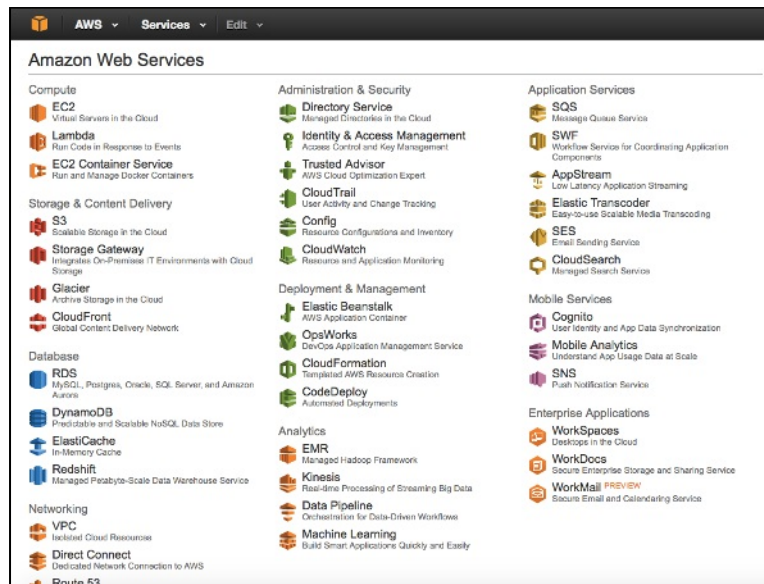 AWS
Services
Edit
Amazon Web Services
Compute
EC2
Virtual Servers in the Cloud
Lambda
Run Code in Response to Events
EC2 Container Service
Run and Manage Docker Containers
Storage & Content Delivery
S3
Scalable Storage in the Cloud
Storage Gateway
Integrates On-Premises IT Environments with Cloud
Storage
Glacier
Archive Storage in the Cloud
CloudFront
Global Content Delivery Network
Database
RDS
MySQL, Postgres, Oracle, SQL Server, and Amazon
Aurora
DynamoDB
Predictable and Scalable NoSQL Data Store
ElastiCache
In-Memory Cache
Redshift
Managed Petabyte-Scale Data Warehouse Service
Networking
VPC
Isolated Cloud Resources
Direct Connect
Dedicated Network Connection to AWS
Route 53
Administration & Security
Directory Service
Managed Directories in the Cloud
Identity & Access Management
Access Control and Key Management
Trusted Advisor
AWS Cloud Optimization Expert
CloudTrail
User Activity and Change Tracking
Config
Resource Configurations and Inventory
CloudWatch
Resource and Application Monitoring
Deployment & Management
Elastic Beanstalk
AWS Application Container
OpsWorks
DevOps Application Management Service
CloudFormation
Templated AWS Resource Creation
CodeDeploy
Automated Deployments
Analytics
EMR
Managed Hadoop Framework
Kinesis
Real-time Processing of Streaming Big Data
Data Pipeline
Orchestration for Data-Driven Workflows
Machine Learning
Build Smart Applications Quickly and Easily
Application Services
SQS
Message Queue Service
SWF
Workflow Service for Coordinating Application
Components
AppStream
Low Latency Application Streaming
Elastic Transcoder
Easy-to-use Scalable Media Transcoding
SES
Email Sending Service
CloudSearch
Managed Search Service
Mobile Services
Cognito
User Identity and App Data Synchronization
Mobile Analytics
Understand App Usage Data at Scale
SNS
Push Notification Service
Enterprise Applications
WorkSpaces
Desktops in the Cloud
WorkDocs
Secure Enterprise Storage and Sharing Service
WorkMail PREVIEW
Secure Email and Calendaring Service